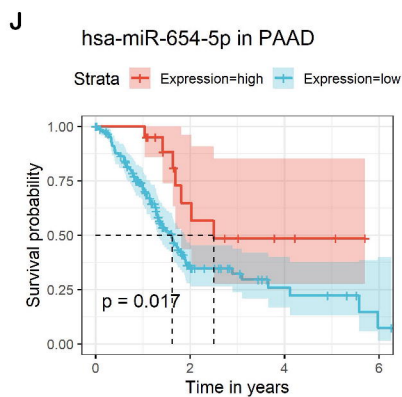 J
hsa-miR-654-5p in PAAD
Strata Expression=high Expression=low
Survival probability
1.00
0.75
0.50
0.25
0.00
p = 0.017
0 2 4 6
Time in years